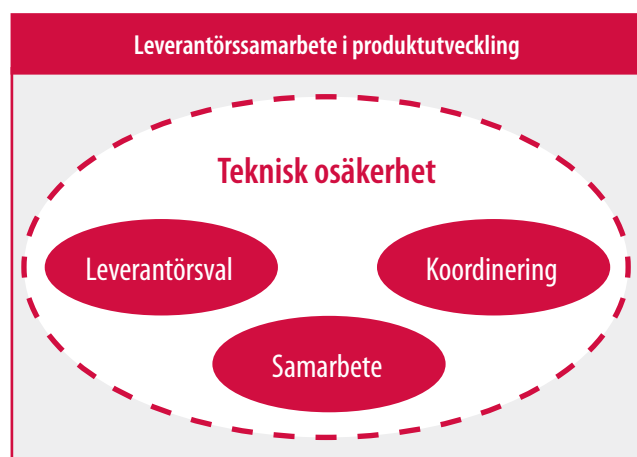 Leverantörssamarbete i produktutveckling
Teknisk osäkerhet
Leverantörsval
Koordinering
Samarbete